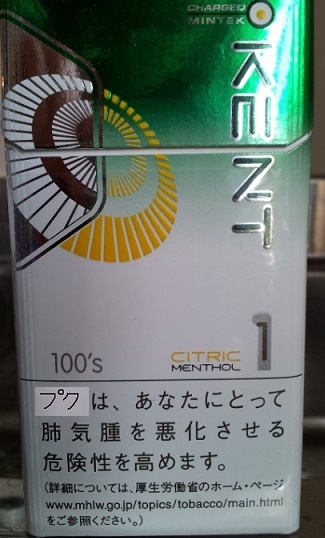 CHARGED
MINTEK
KENT
100's
CITRIC
MENTHOL
1
プクは、あなたにとって
肺気腫を悪化させる
危険性を高めます。
(詳細については、厚生労働省のホーム・ページ
www.mhlw.go.jp/topics/tobacco/main.html
をご参照ください。)